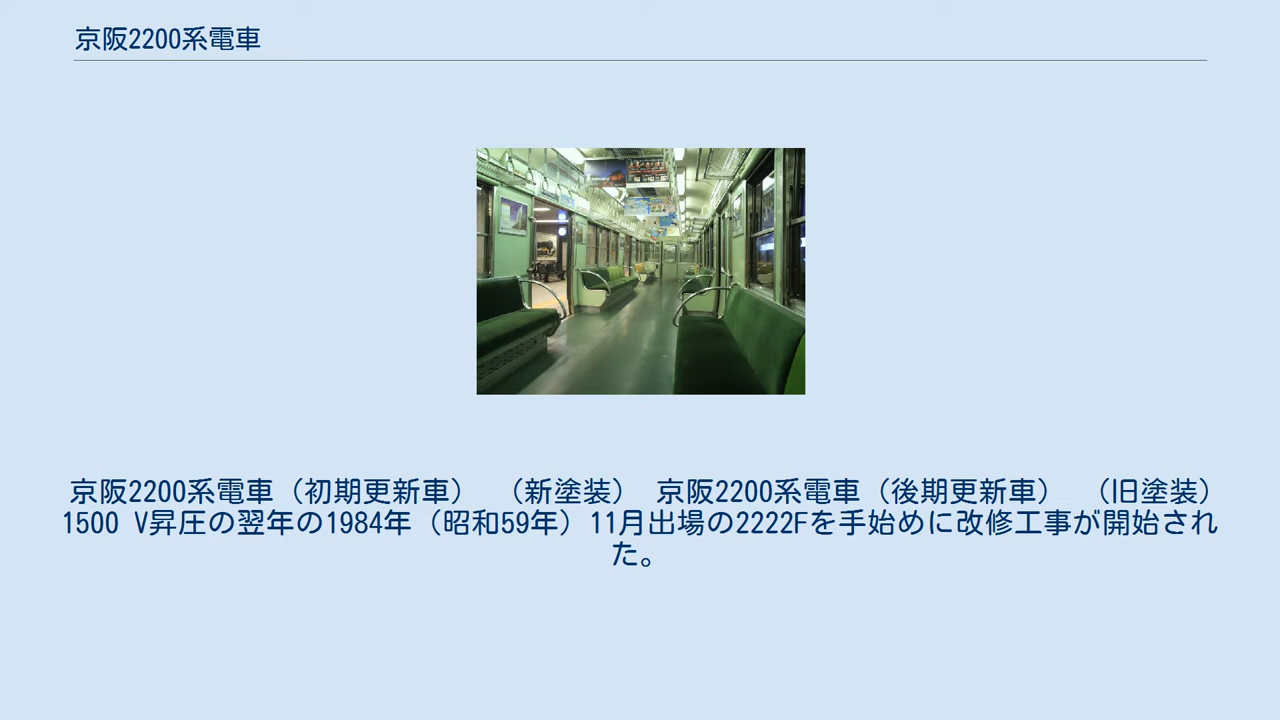 京阪2200系電車
京阪2200系電車（初期更新車） （新塗装） 京阪2200系電車（後期更新車） （旧塗装）
1500 V昇圧の翌年の1984年（昭和59年）11月出場の2222Fを手始めに改修工事が開始され
た。